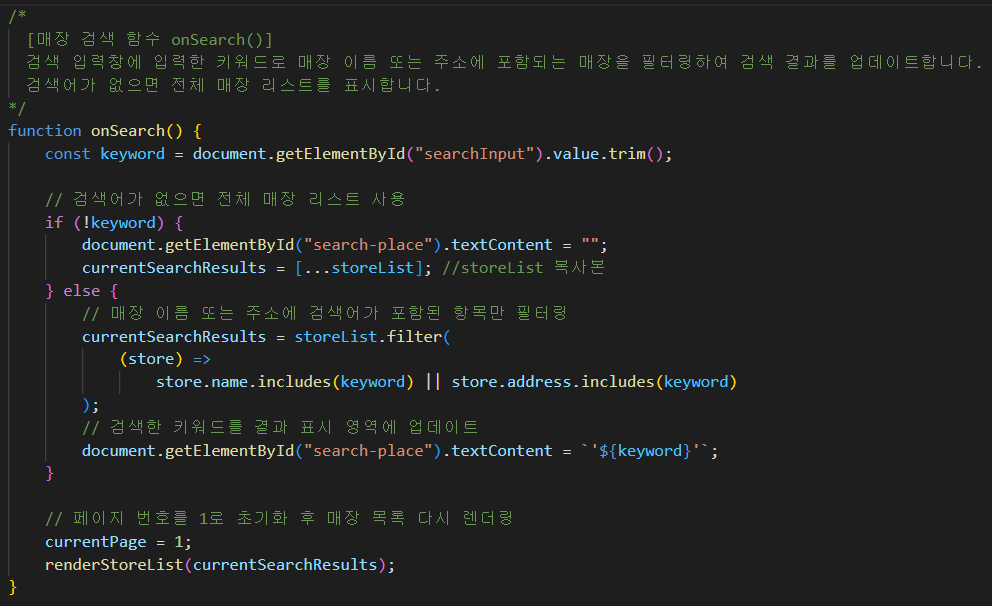 /*
[매장 검색 함수 onSearch()]
검색 입력창에 입력한 키워드로 매장 이름 또는 주소에 포함되는 매장을 필터링하여 검색 결과를 업데이트합니다.
검색어가 없으면 전체 매장 리스트를 표시합니다.
*/
function onSearch() {
const keyword = document.getElementById("searchInput").value.trim();
// 검색어가 없으면 전체 매장 리스트 사용
if (!keyword) {
document.getElementById("search-place").textContent = "";
currentSearchResults = [...storeList]; //storeList 복사본
} else {
// 매장 이름 또는 주소에 검색어가 포함된 항목만 필터링
currentSearchResults = storeList.filter(
(store) =>
store.name.includes(keyword) || store.address.includes(keyword)
);
// 검색한 키워드를 결과 표시 영역에 업데이트
document.getElementById("search-place").textContent = `'${keyword}'`;
}
// 페이지 번호를 1로 초기화 후 매장 목록 다시 렌더링
currentPage = 1;
renderStoreList(currentSearchResults);
}